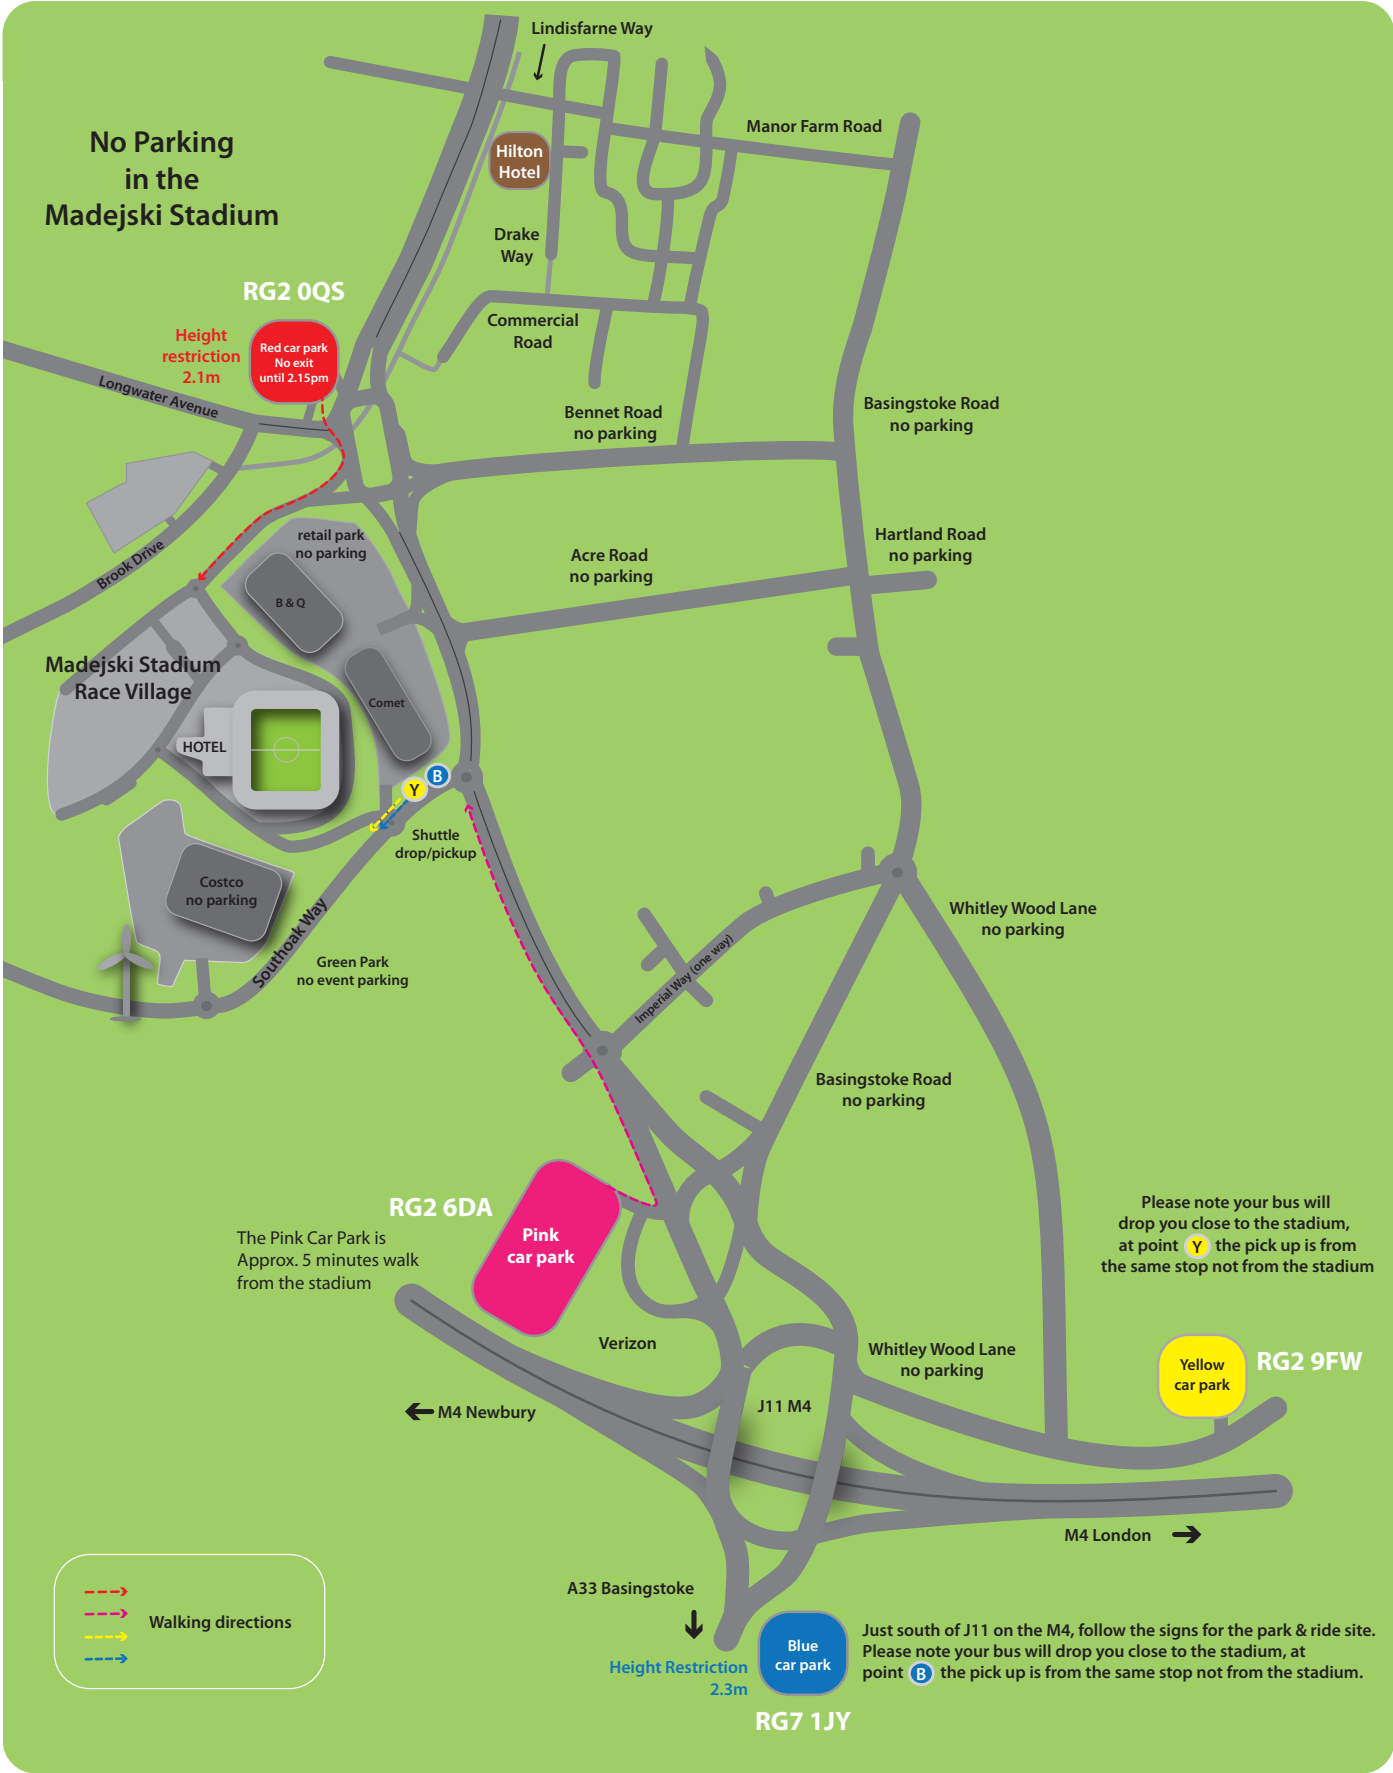 Lindisfarne Way
No Parking
in the
Madejski Stadium
Manor Farm Road
Hilton
Hotel
Drake
Way
RG2 0QS
Height
restriction
2.1m
Red car park
No exit
until 2.15pm
Commercial
Road
Longwater Avenue
Bennet Road
no parking
Basingstoke Road
no parking
Brook Drive
retail park
no parking
Acre Road
no parking
Hartland Road
no parking
B & Q
Madejski Stadium
Race Village
Comet
HOTEL
B
Y
Shuttle
drop/pickup
Costco
no parking
Southoak Way
Green Park
no event parking
Imperial Way (one way)
Whitley Wood Lane
no parking
Basingstoke Road
no parking
RG2 6DA
The Pink Car Park is
Approx. 5 minutes walk
from the stadium
Pink
car park
Please note your bus will
drop you close to the stadium,
at point Y the pick up is from
the same stop not from the stadium
Verizon
Whitley Wood Lane
no parking
Yellow
car park
RG2 9FW
M4 Newbury
J11 M4
M4 London
A33 Basingstoke
Walking directions
Height Restriction
2.3m
Blue
car park
Just south of J11 on the M4, follow the signs for the park & ride site.
Please note your bus will drop you close to the stadium, at
point B the pick up is from the same stop not from the stadium.
RG7 1JY